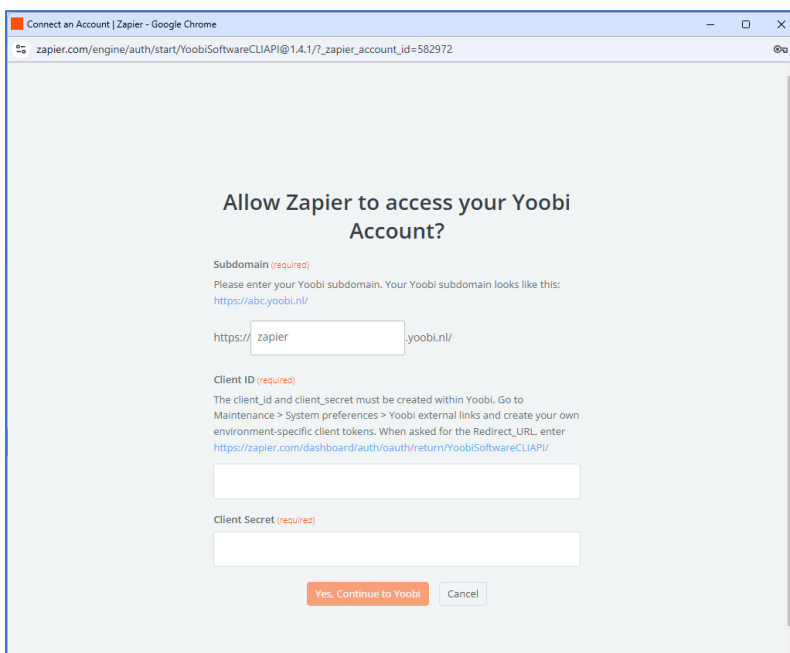 Connect an Account | Zapier - Google Chrome
zapier.com/engine/auth/start/YoobiSoftwareCLIAPI@1.4.1/?_zapier_account_id=582972
Allow Zapier to access your Yoobi
Account?
Subdomain (required)
Please enter your Yoobi subdomain. Your Yoobi subdomain looks like this:
https://abc.yoobi.nl/
https:// zapier .yoobi.nl/
Client ID (required)
The client_id and client_secret must be created within Yoobi. Go to
Maintenance > System preferences > Yoobi external links and create your own
environment-specific client tokens. When asked for the Redirect_URL, enter
https://zapier.com/dashboard/auth/oauth/return/YoobiSoftwareCLIAPI/
Client Secret (required)
Yes, Continue to Yoobi Cancel